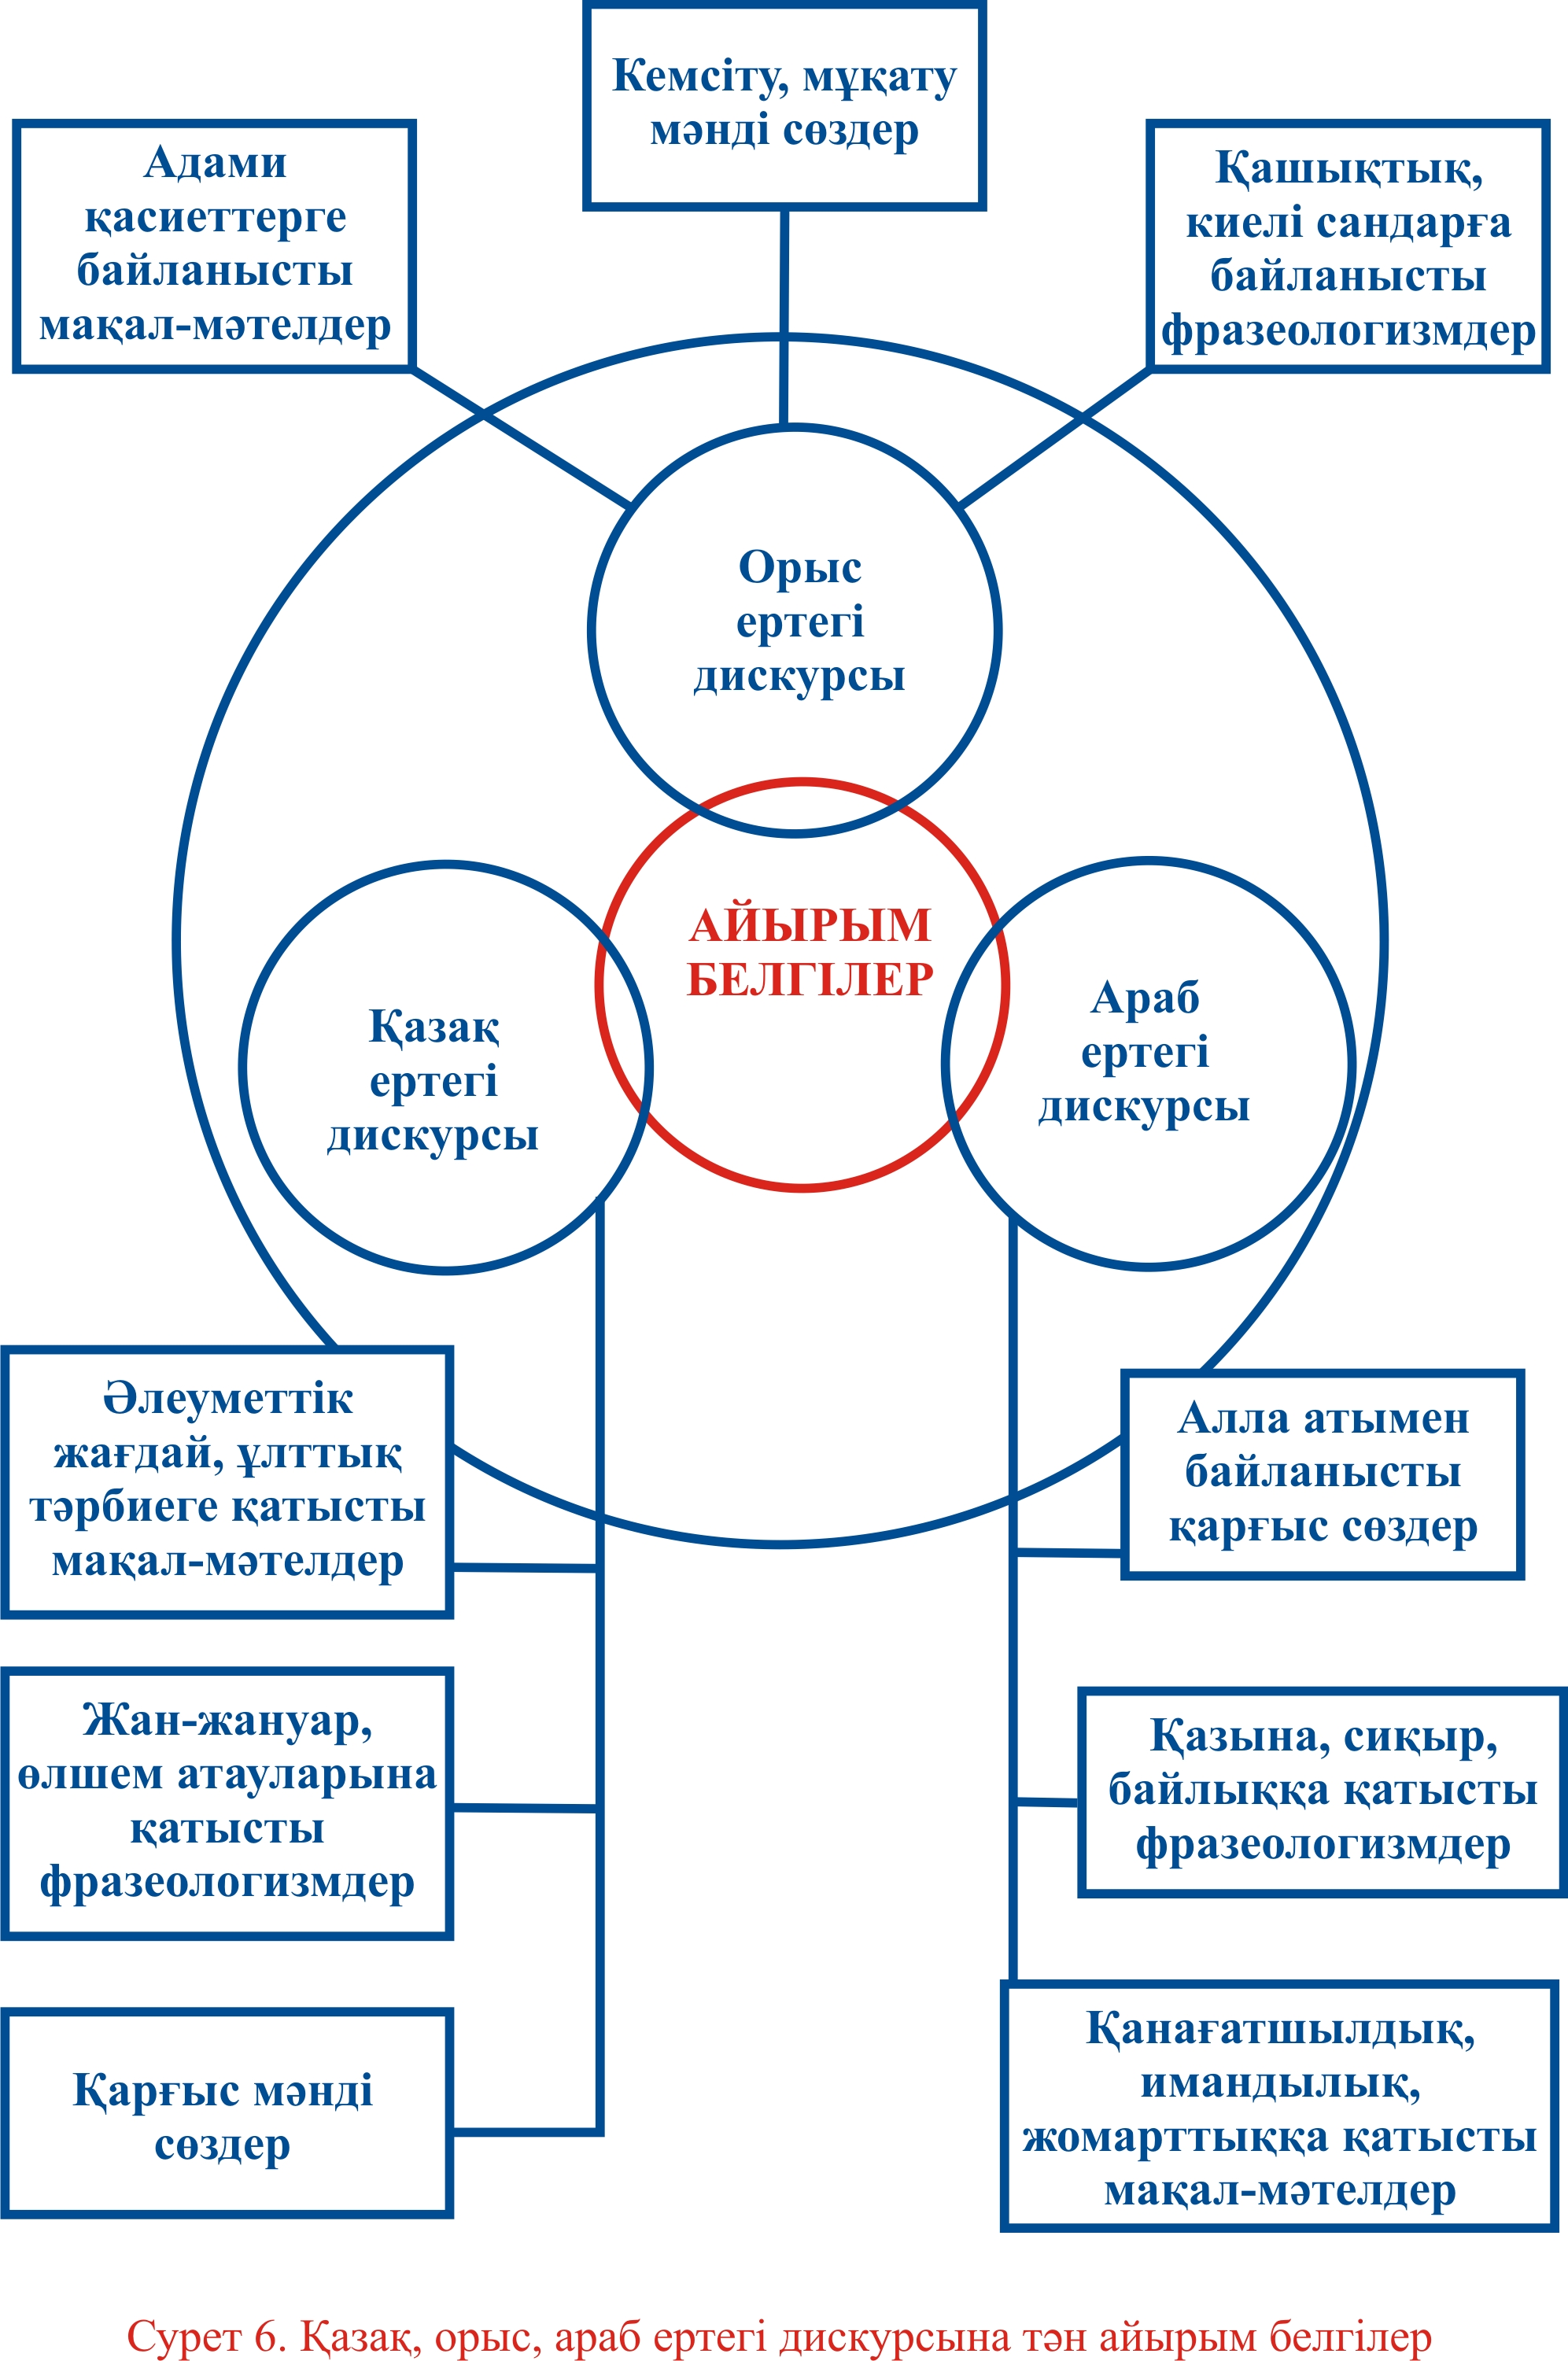 Кемсіту, мұқату
мәнді сөздер
Адами
қасиеттерге
байланысты
мақал-мәтелдер
Қашықтық,
киелі сандарға
байланысты
фразеологизмдер
Орыс
ертегі
дискурсы
АЙЫРЫМ
БЕЛГІЛЕР
Қазақ
ертегі
дискурсы
Араб
ертегі
дискурсы
Әлеуметтік
жағдай, ұлттық
тәрбиеге қатысты
мақал-мәтелдер
Алла атымен
байланысты
қарғыс сөздер
Жан-жануар,
өлшем атауларына
қатысты
фразеологизмдер
Қазына, сиқыр,
байлыққа қатысты
фразеологизмдер
Қарғыс мәнді
сөздер
Қанағатшылдық,
имандылық,
жомарттыққа қатысты
мақал-мәтелдер
Сурет 6. Қазақ, орыс, араб ертегі дискурсына тән айырым белгілер